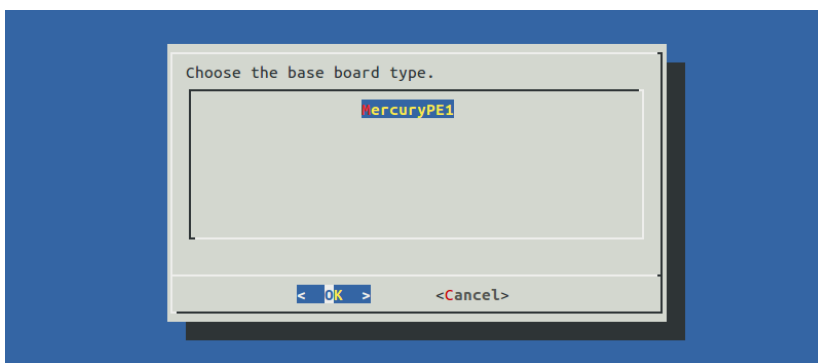 Choose the base board type.
MercuryPE1
< OK > <Cancel>